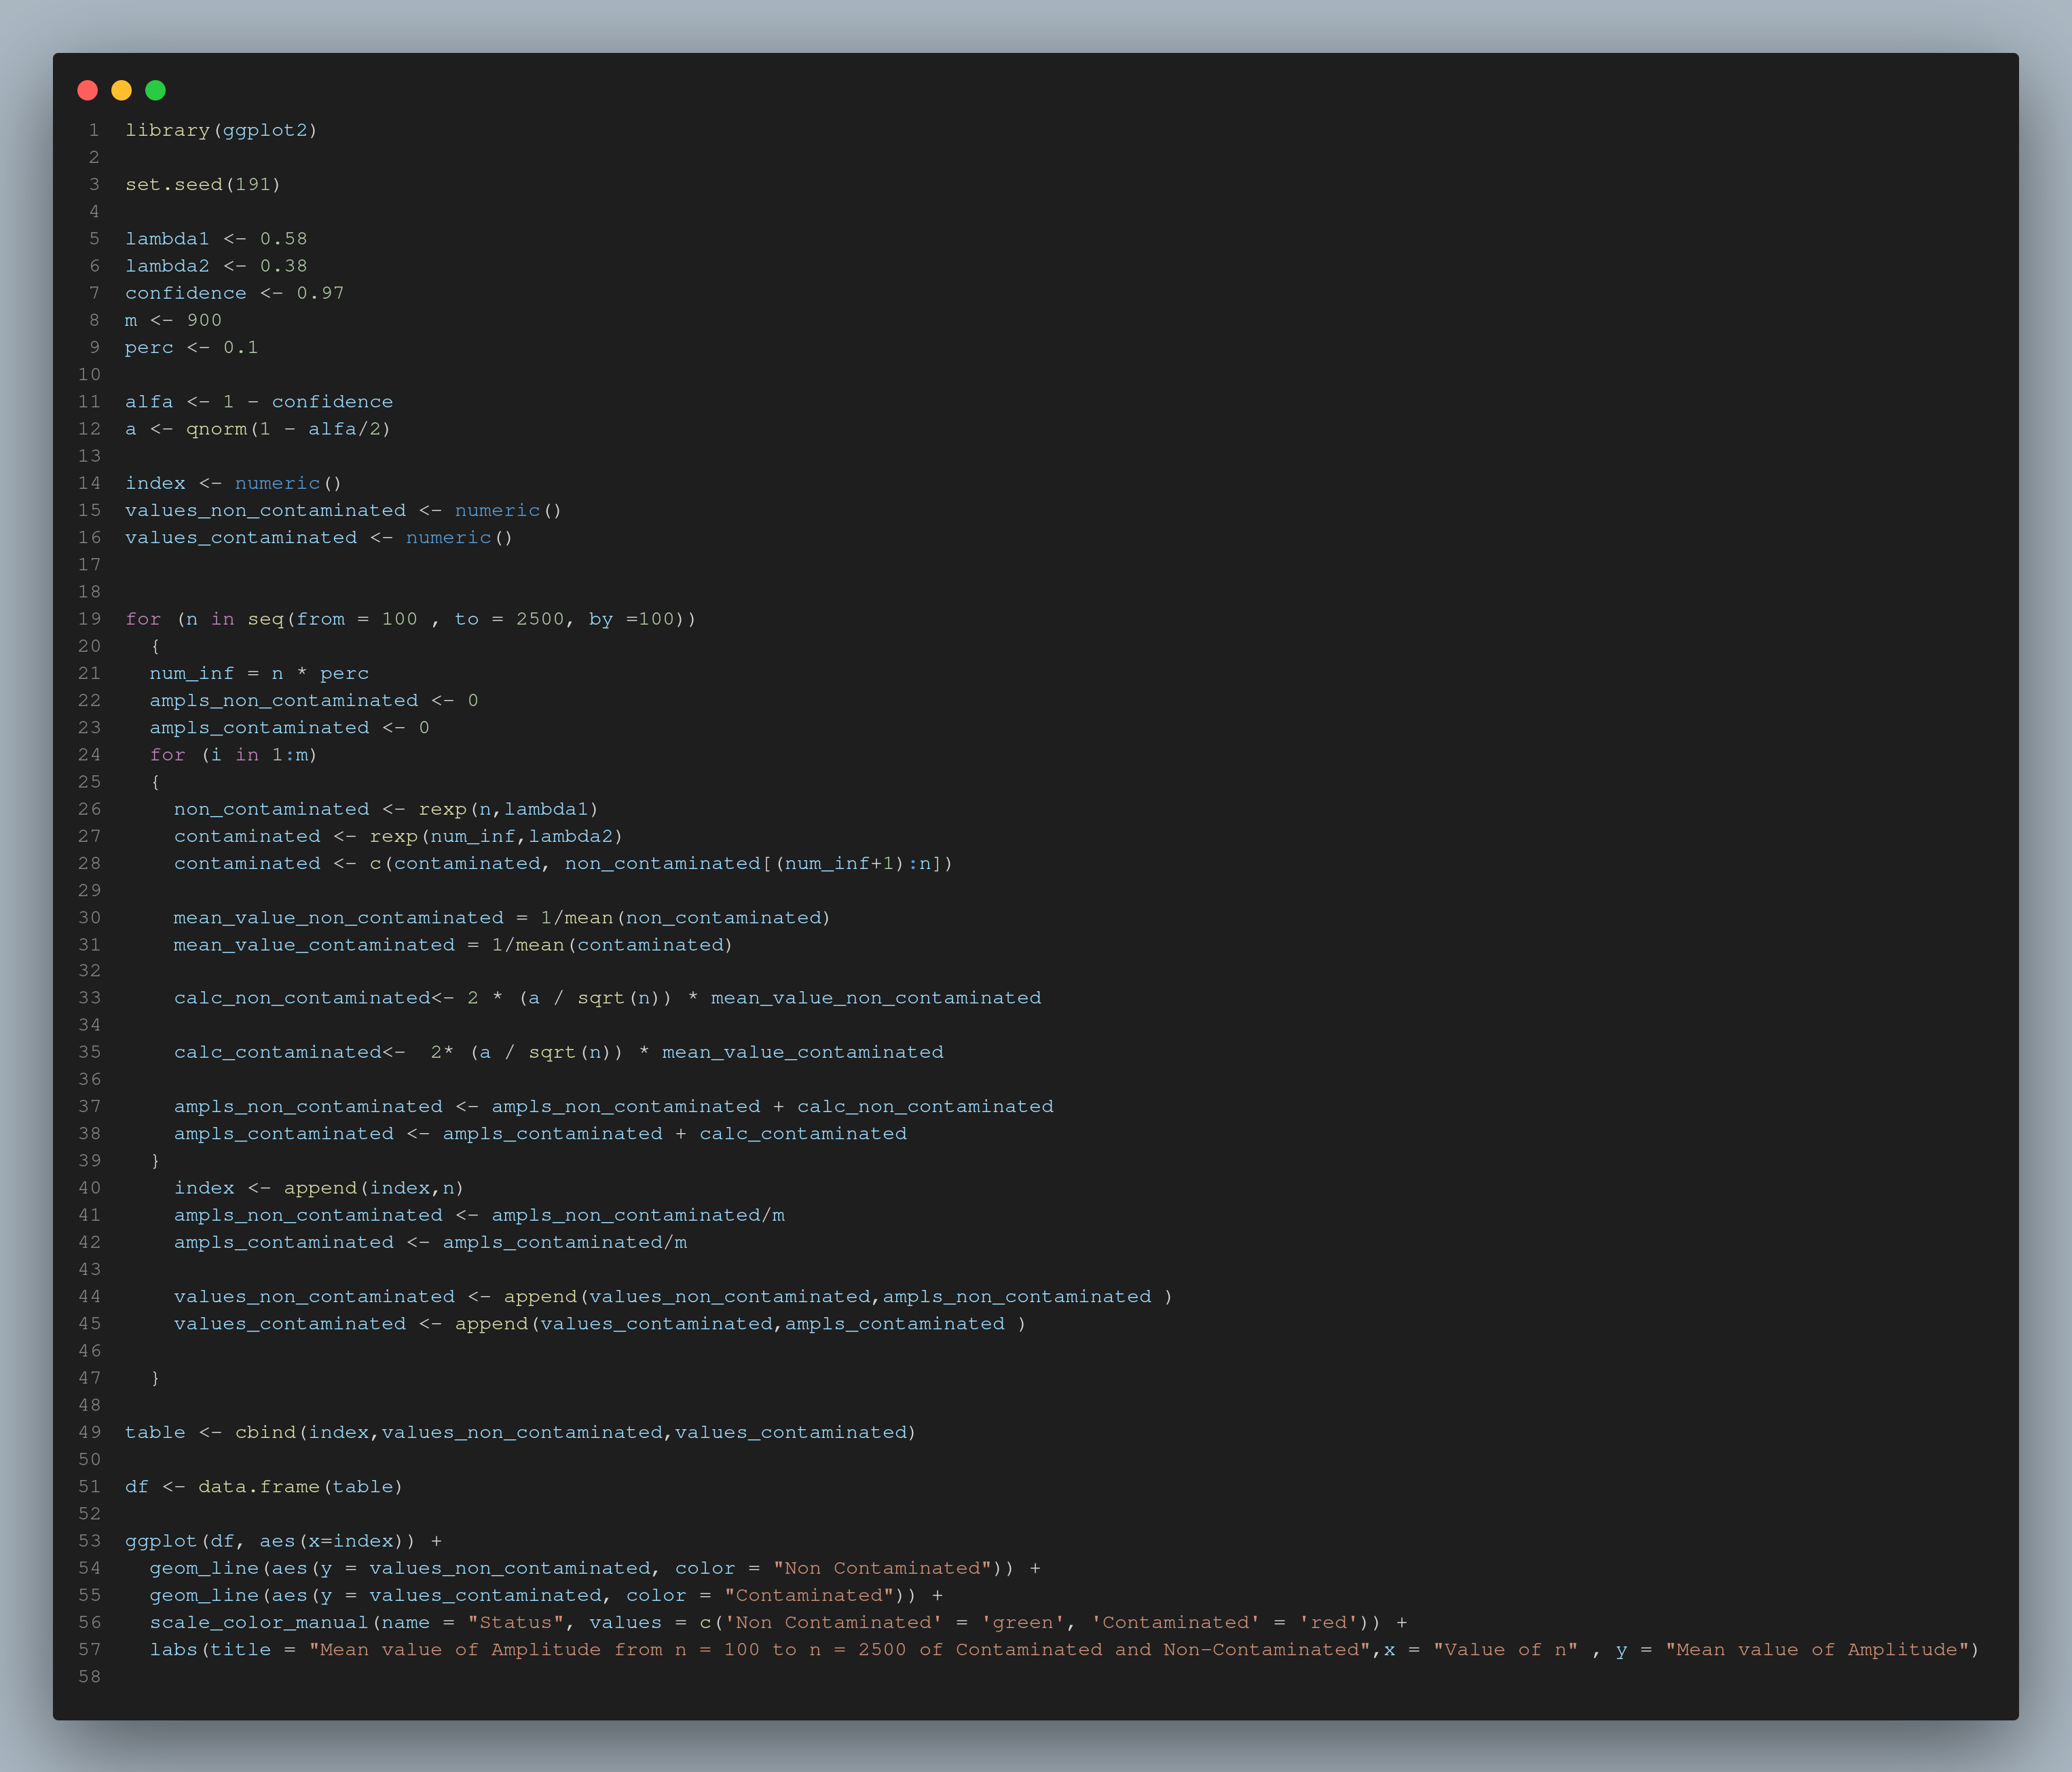 1 library(ggplot2)
2
3 set.seed(191)
4
5 lambda1 <- 0.58
6 lambda2 <- 0.38
7 confidence <- 0.97
8 m <- 900
9 perc <- 0.1
10
11 alfa <- 1 - confidence
12 a <- qnorm(1 - alfa/2)
13
14 index <- numeric()
15 values_non_contaminated <- numeric()
16 values_contaminated <- numeric()
17
18
19 for (n in seq(from = 100 , to = 2500, by =100))
20   {
21   num_inf = n * perc
22   ampls_non_contaminated <- 0
23   ampls_contaminated <- 0
24   for (i in 1:m)
25   {
26     non_contaminated <- rexp(n,lambda1)
27     contaminated <- rexp(num_inf,lambda2)
28     contaminated <- c(contaminated, non_contaminated[(num_inf+1):n])
29
30     mean_value_non_contaminated = 1/mean(non_contaminated)
31     mean_value_contaminated = 1/mean(contaminated)
32
33     calc_non_contaminated<- 2 * (a / sqrt(n)) * mean_value_non_contaminated
34
35     calc_contaminated<-  2* (a / sqrt(n)) * mean_value_contaminated
36
37     ampls_non_contaminated <- ampls_non_contaminated + calc_non_contaminated
38     ampls_contaminated <- ampls_contaminated + calc_contaminated
39   }
40     index <- append(index,n)
41     ampls_non_contaminated <- ampls_non_contaminated/m
42     ampls_contaminated <- ampls_contaminated/m
43
44     values_non_contaminated <- append(values_non_contaminated,ampls_non_contaminated )
45     values_contaminated <- append(values_contaminated,ampls_contaminated )
46
47   }
48
49 table <- cbind(index,values_non_contaminated,values_contaminated)
50
51 df <- data.frame(table)
52
53 ggplot(df, aes(x=index)) +
54   geom_line(aes(y = values_non_contaminated, color = "Non Contaminated")) +
55   geom_line(aes(y = values_contaminated, color = "Contaminated")) +
56   scale_color_manual(name = "Status", values = c('Non Contaminated' = 'green', 'Contaminated' = 'red')) +
57   labs(title = "Mean value of Amplitude from n = 100 to n = 2500 of Contaminated and Non-Contaminated",x = "Value of n" , y = "Mean value of Amplitude")
58